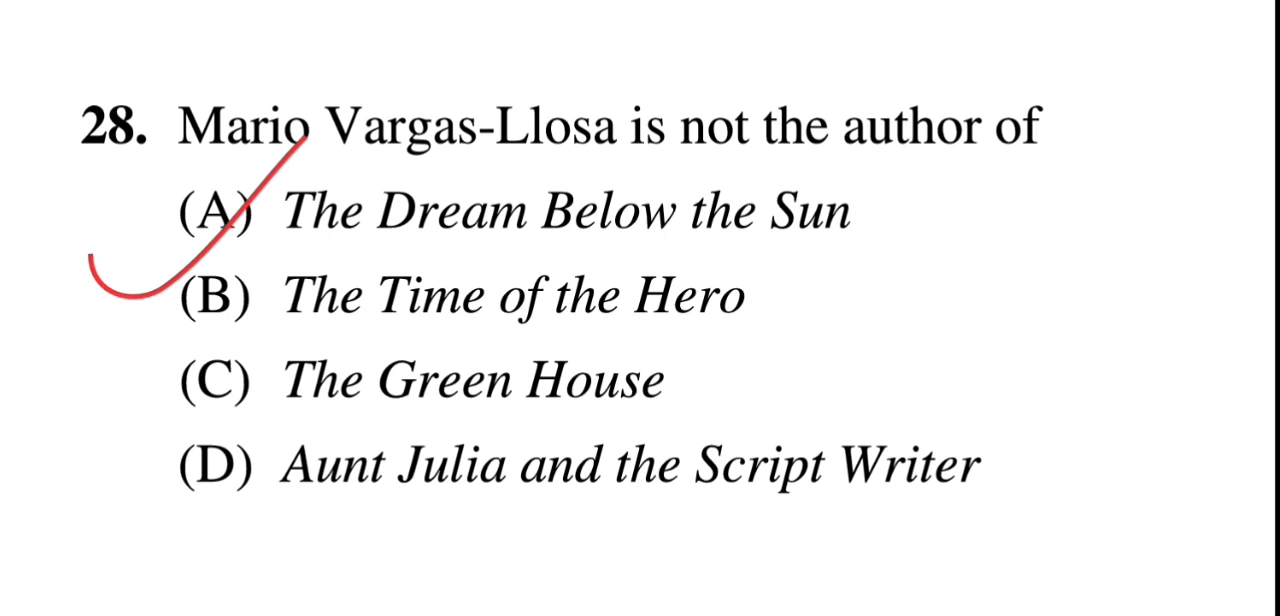 28. Mario Vargas-Llosa is not the author of
(A) The Dream Below the Sun
(B) The Time of the Hero
(C) The Green House
(D) Aunt Julia and the Script Writer